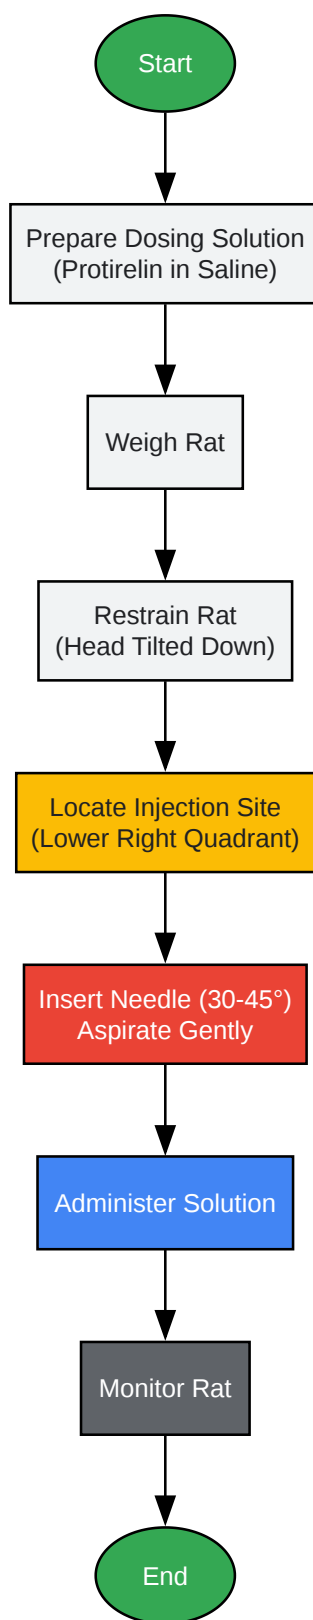 Start
Prepare Dosing Solution
(Protirelin in Saline)
Weigh Rat
Restrain Rat
(Head Tilted Down)
Locate Injection Site
(Lower Right Quadrant)
Insert Needle (30-45°)
Aspirate Gently
Administer Solution
Monitor Rat
End